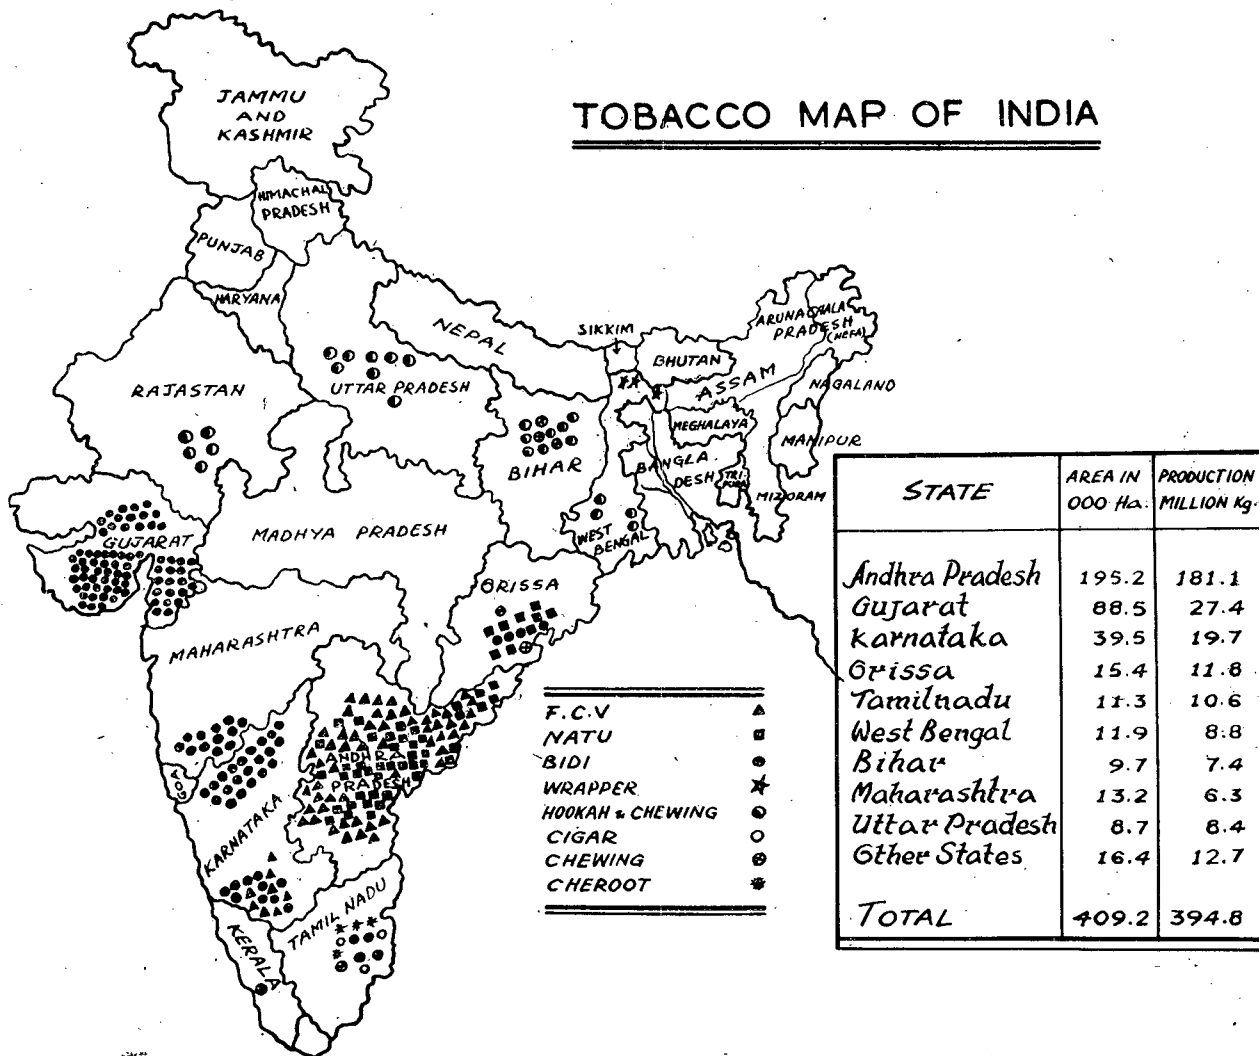 TOBACCO MAP OF INDIA
JAMMU
AND
KASHMIR
HIMACHAL
PRADESH
PUNJAB
HARYANA
RAJASTAN
UTTAR PRADESH
NEPAL
SIKKIM
BHUTAN
ARUNACHALA
PRADESH
(NEFA)
ASSAM
NAGALAND
MEGHALAYA
MANIPUR
BANGLA
DESH
TRI-
PURA
MIZORAM
BIHAR
WEST
BENGAL
GUJARAT
MADHYA PRADESH
ORISSA
MAHARASHTRA
ANDHRA
PRADESH
GOA
KARNATAKA
TAMIL NADU
KERALA
F.C.V
NATU
BIDI
WRAPPER
HOOKAH & CHEWING
CIGAR
CHEWING
CHEROOT
STATE AREA IN 000 Ha. PRODUCTION MILLION Kg.
Andhra Pradesh 195.2 181.1
Gujarat 88.5 27.4
Karnataka 39.5 19.7
Orissa 15.4 11.8
Tamilnadu 11.3 10.6
West Bengal 11.9 8.8
Bihar 9.7 7.4
Maharashtra 13.2 6.3
Uttar Pradesh 8.7 8.4
Other States 16.4 12.7
TOTAL 409.2 394.8